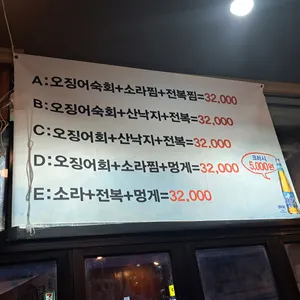 A:오징어숙회+소라찜+전복찜=32,000
B:오징어숙회+산낙지+전복=32,000
C:오징어회+산낙지+전복=32,000
D:오징어회+소라찜+멍게=32,000
크러시
5,000원
E:소라+전복+멍게=32,000